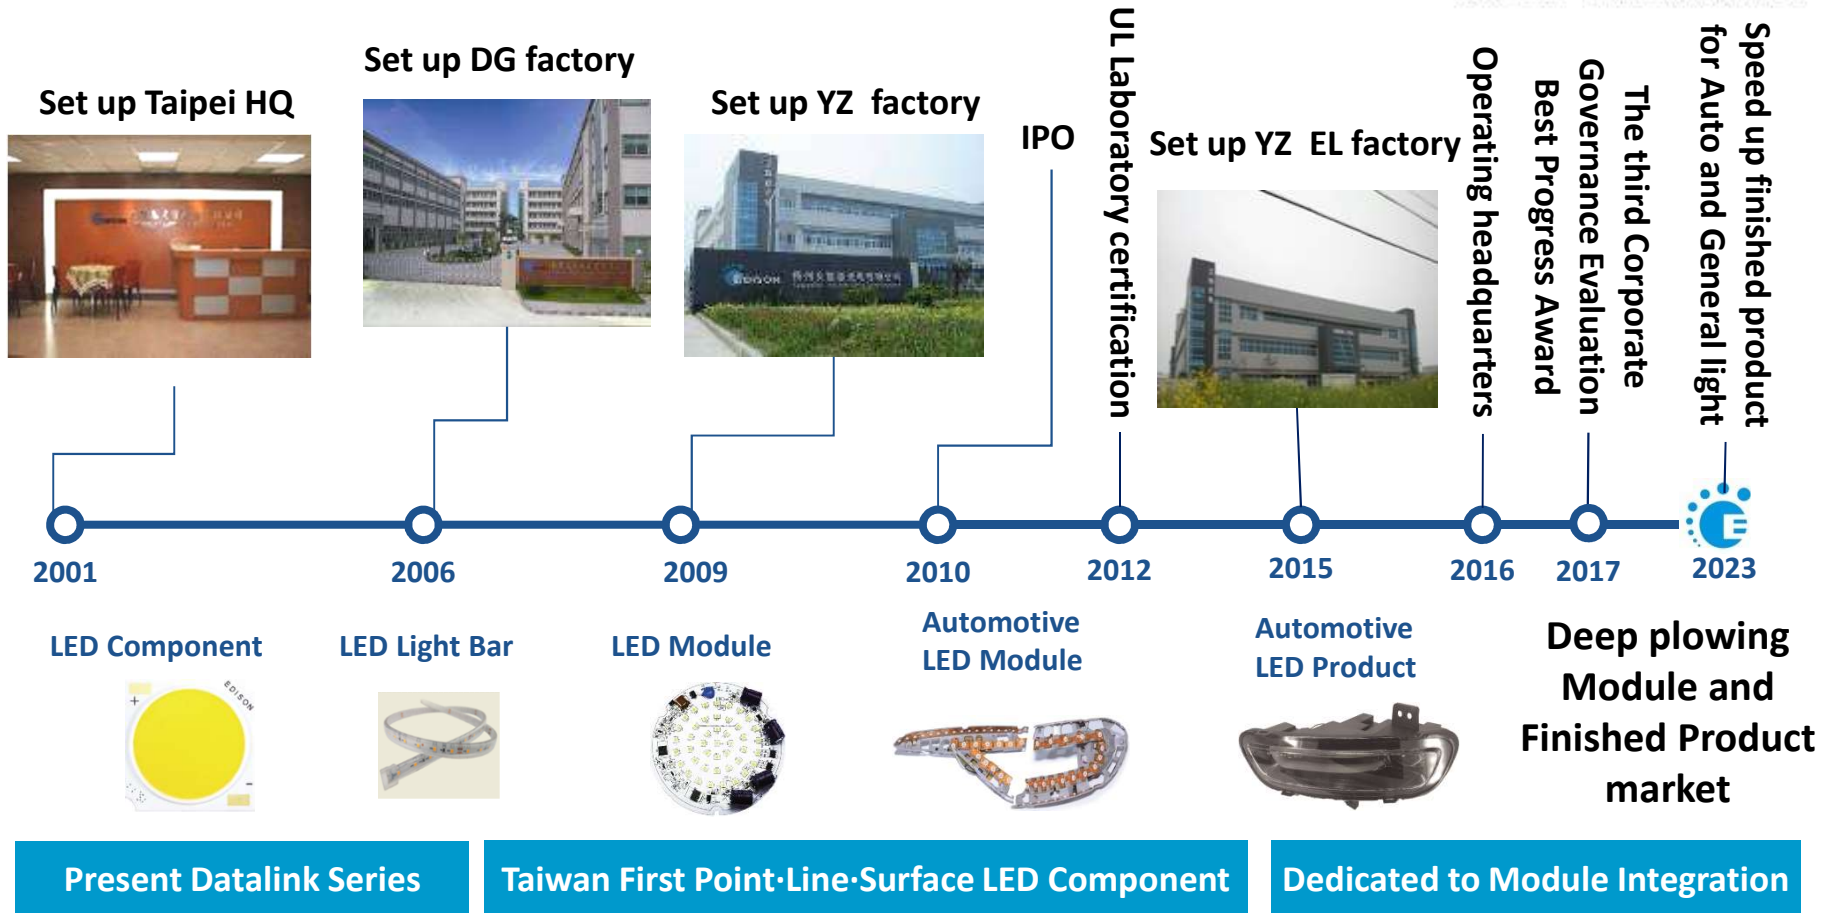 Set up Taipei HQ
Set up DG factory
Set up YZ factory
IPO
UL Laboratory certification
Set up YZ EL factory
Operating headquarters
The third Corporate
Governance Evaluation
Best Progress Award
Speed up finished product
for Auto and General light
EDISON
2001
2006
2009
2010
2012
2015
2016
2017
2023
E
LED Component
LED Light Bar
LED Module
Automotive
LED Module
Automotive
LED Product
Deep plowing
Module and
Finished Product
market
EDISON
+
-
Present Datalink Series
Taiwan First Point·Line·Surface LED Component
Dedicated to Module Integration